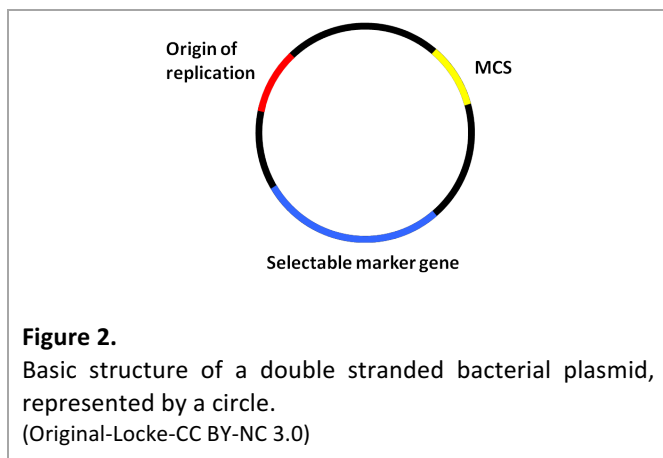 Origin of
replication
MCS
Selectable marker gene
Figure 2.
Basic structure of a double stranded bacterial plasmid,
represented by a circle.
(Original-Locke-CC BY-NC 3.0)